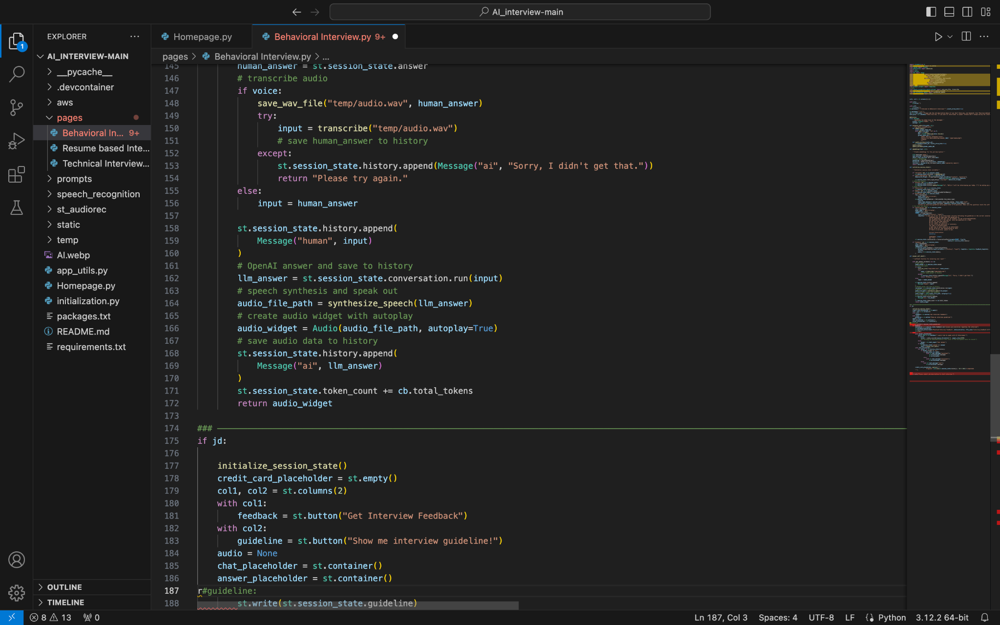 AI_interview-main
EXPLORER
Homepage.py
Behavioral Interview.py 9+
1
AI_INTERVIEW-MAIN
__pycache__
.devcontainer
aws
pages
Behavioral In... 9+
Resume based Inte...
Technical Interview...
prompts
speech_recognition
st_audiorec
static
temp
AI.webp
app_utils.py
Homepage.py
initialization.py
packages.txt
README.md
requirements.txt
OUTLINE
TIMELINE
pages > Behavioral Interview.py > ...
145 human_answer = st.session_state.answer
146 # transcribe audio
147 if voice:
148 save_wav_file("temp/audio.wav", human_answer)
149 try:
150 input = transcribe("temp/audio.wav")
151 # save human_answer to history
152 except:
153 st.session_state.history.append(Message("ai", "Sorry, I didn't get that."))
154 return "Please try again."
155 else:
156 input = human_answer
157
158 st.session_state.history.append(
159 Message("human", input)
160 )
161 # OpenAI answer and save to history
162 llm_answer = st.session_state.conversation.run(input)
163 # speech synthesis and speak out
164 audio_file_path = synthesize_speech(llm_answer)
165 # create audio widget with autoplay
166 audio_widget = Audio(audio_file_path, autoplay=True)
167 # save audio data to history
168 st.session_state.history.append(
169 Message("ai", llm_answer)
170 )
171 st.session_state.token_count += cb.total_tokens
172 return audio_widget
173
174 ###
175 if jd:
176
177 initialize_session_state()
178 credit_card_placeholder = st.empty()
179 col1, col2 = st.columns(2)
180 with col1:
181 feedback = st.button("Get Interview Feedback")
182 with col2:
183 guideline = st.button("Show me interview guideline!")
184 audio = None
185 chat_placeholder = st.container()
186 answer_placeholder = st.container()
187 r#guideline:
188 st.write(st.session_state.guideline)
8 13 0
Ln 187, Col 3 Spaces: 4 UTF-8 LF Python 3.12.2 64-bit